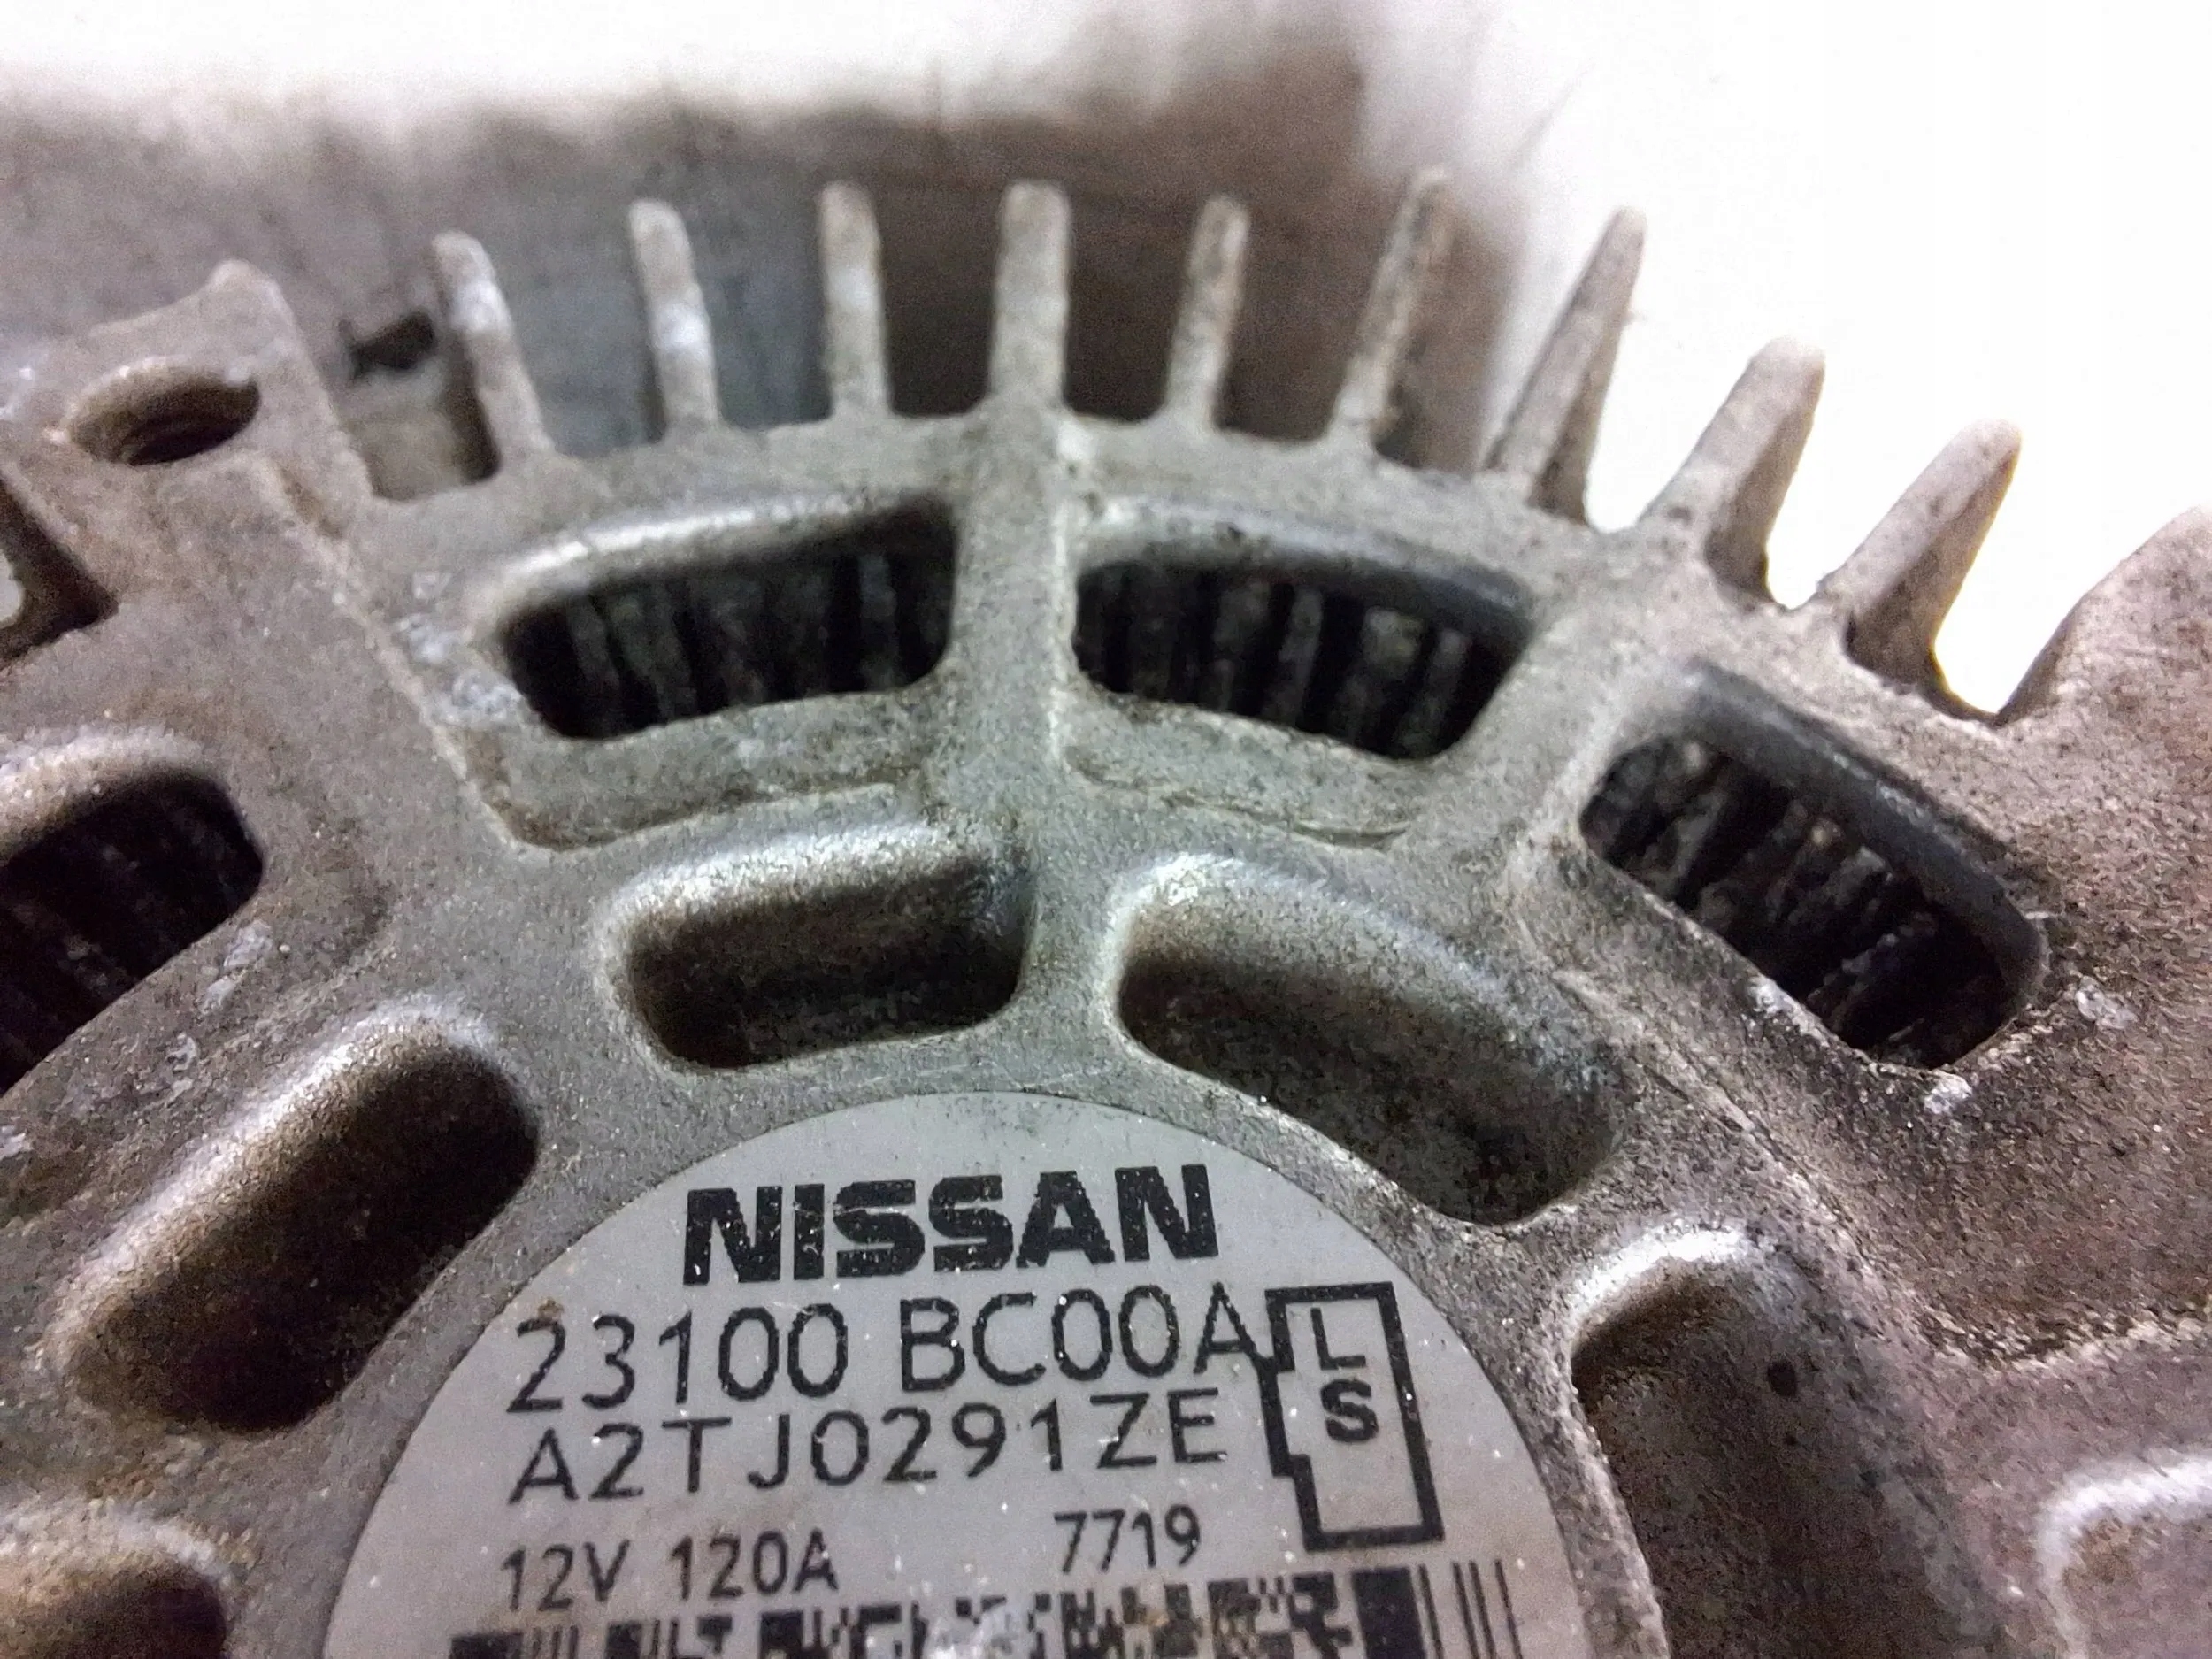 NISSAN
23100 BC00A
L
A2TJ0291ZE
S
12V 120A 7719